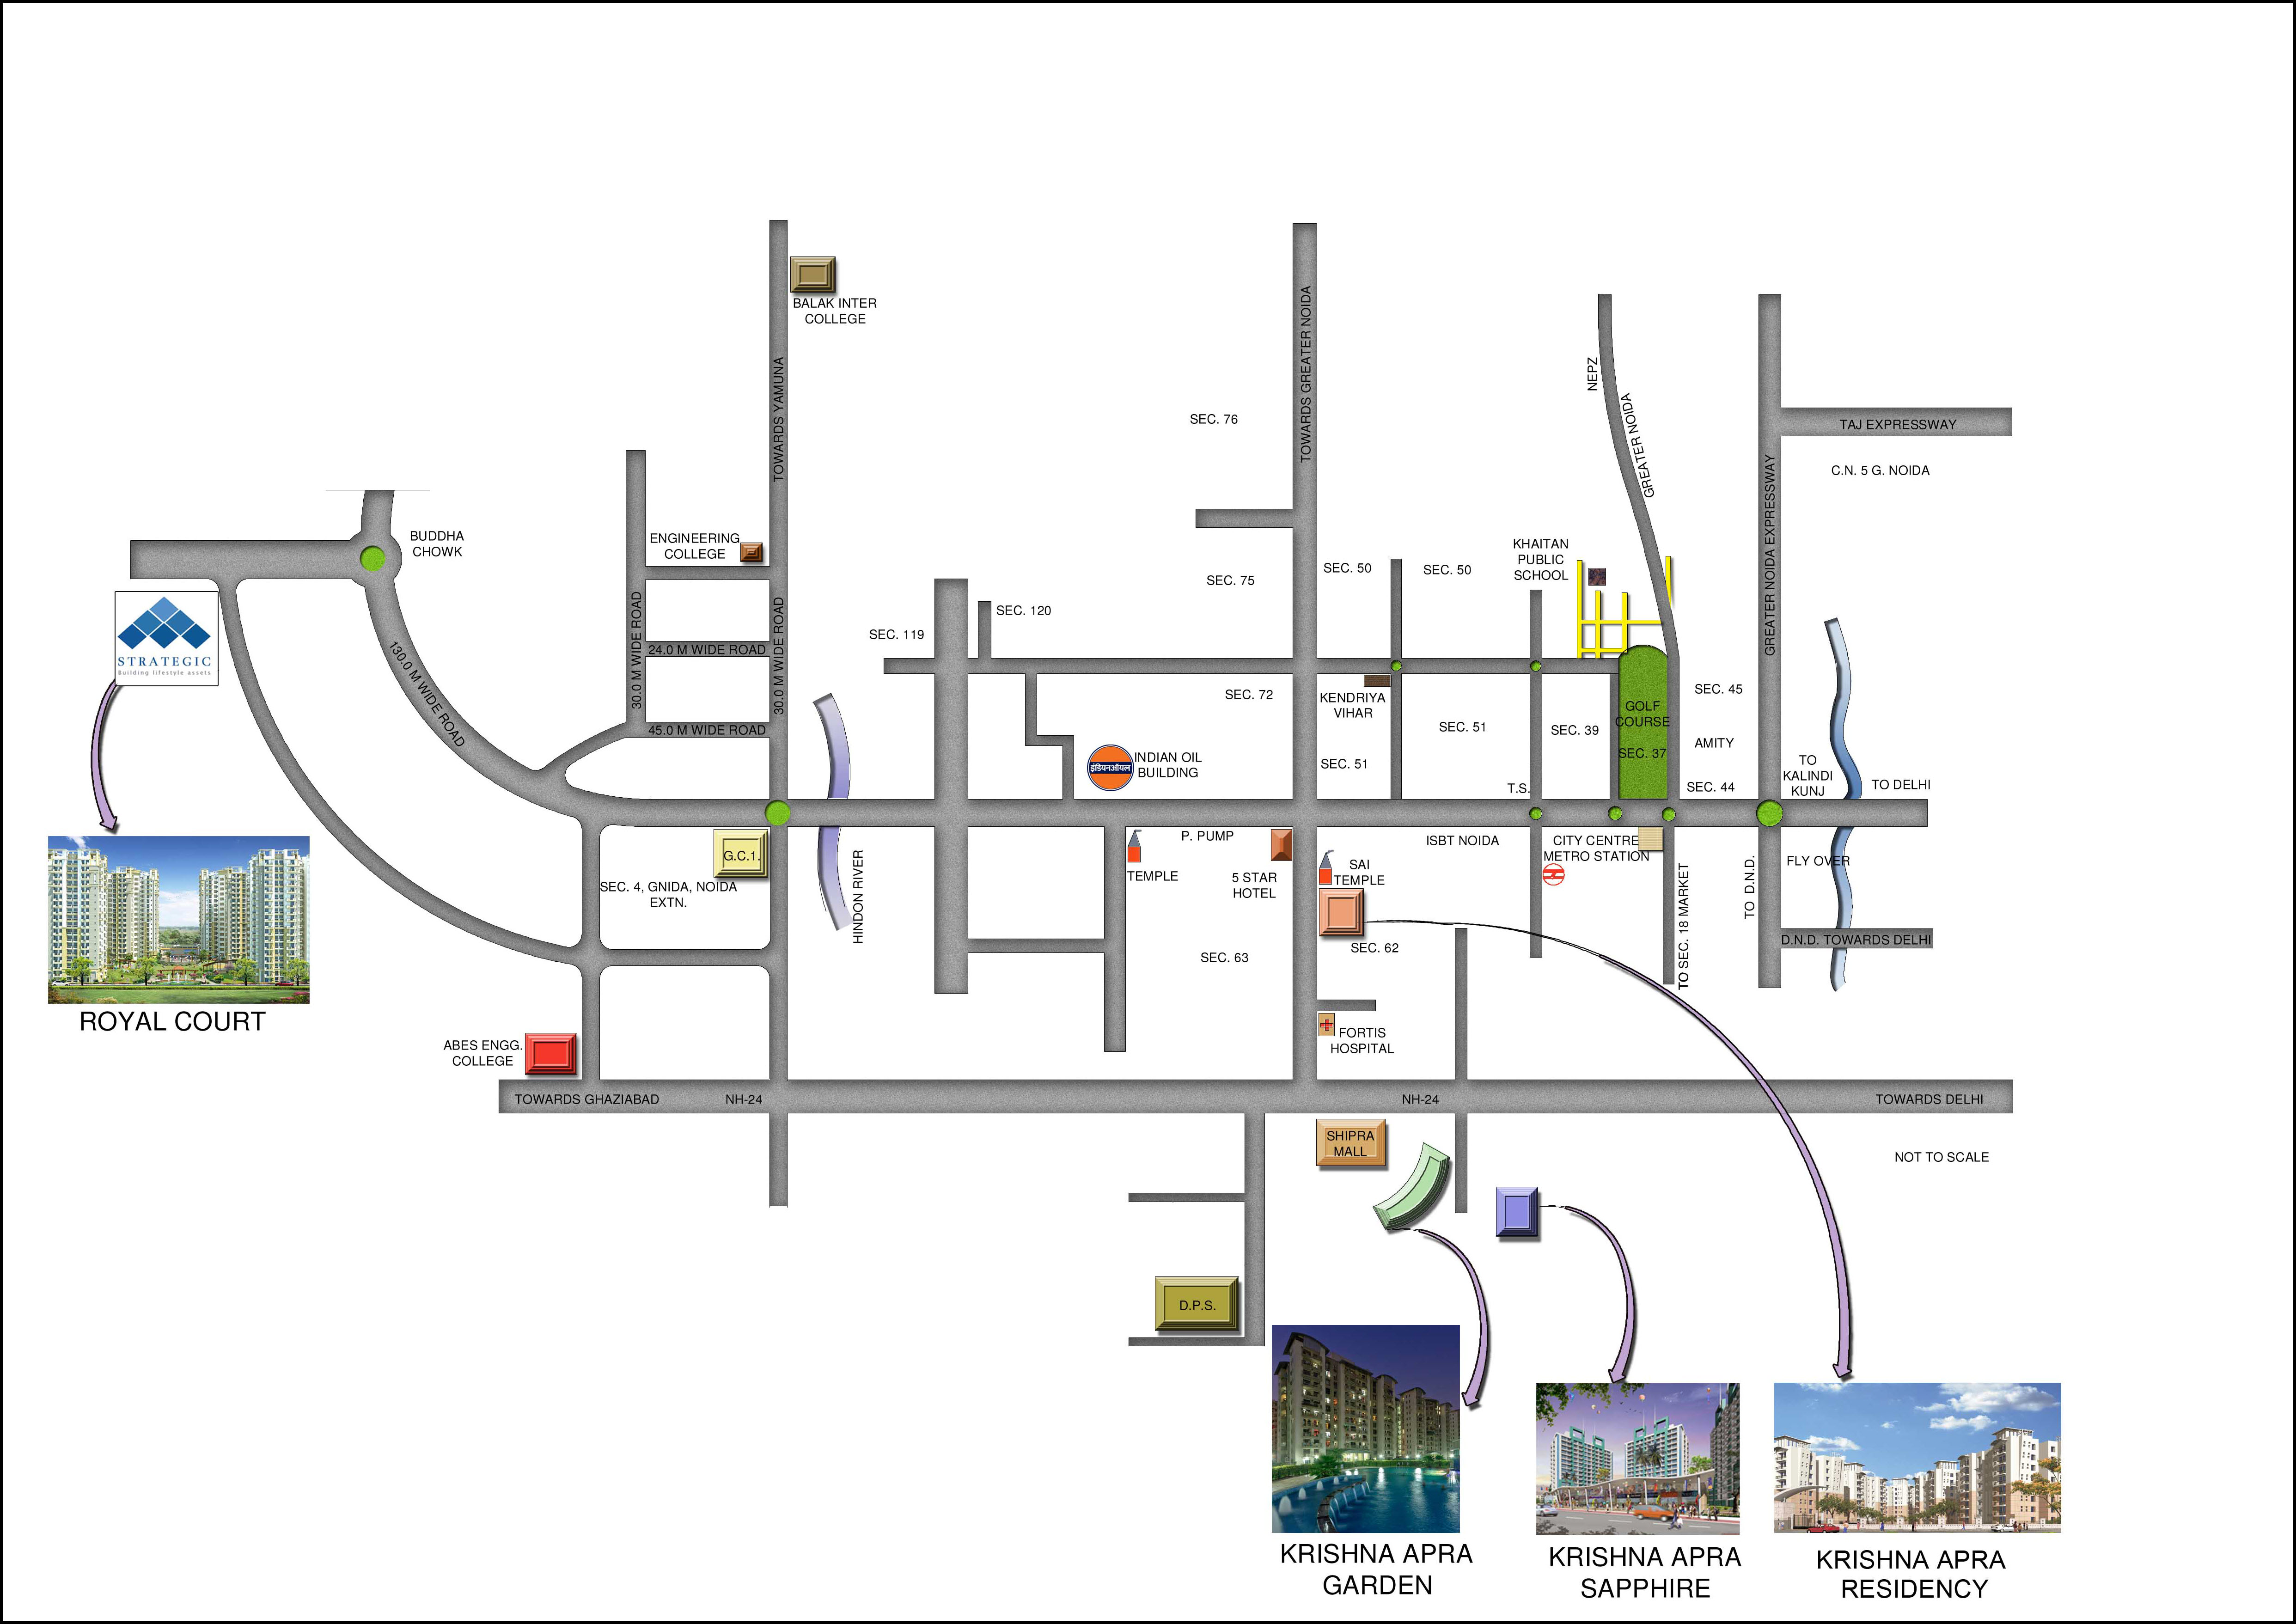 BALAK INTER
COLLEGE
TOWARDS YAMUNA
TOWARDS GREATER NOIDA
NEPZ
GREATER NOIDA
GREATER NOIDA EXPRESSWAY
TAJ EXPRESSWAY
C.N. 5 G. NOIDA
SEC. 76
BUDDHA
CHOWK
ENGINEERING
COLLEGE
KHAITAN
PUBLIC
SCHOOL
SEC. 75
SEC. 50
SEC. 50
SEC. 120
SEC. 119
STRATEGIC
Building lifestyle assets
130.0 M WIDE ROAD
30.0 M WIDE ROAD
24.0 M WIDE ROAD
30.0 M WIDE ROAD
45.0 M WIDE ROAD
SEC. 72
KENDRIYA
VIHAR
SEC. 51
SEC. 51
SEC. 39
GOLF
COURSE
SEC. 37
SEC. 45
AMITY
SEC. 44
TO
KALINDI
KUNJ
TO DELHI
इंडियनऑयल
INDIAN OIL
BUILDING
T.S.
G.C.1.
SEC. 4, GNIDA, NOIDA
EXTN.
HINDON RIVER
TEMPLE
P. PUMP
5 STAR
HOTEL
SAI
TEMPLE
ISBT NOIDA
CITY CENTRE
METRO STATION
TO SEC. 18 MARKET
TO D.N.D.
FLY OVER
D.N.D. TOWARDS DELHI
SEC. 63
SEC. 62
FORTIS
HOSPITAL
ROYAL COURT
ABES ENGG.
COLLEGE
TOWARDS GHAZIABAD
NH-24
NH-24
TOWARDS DELHI
SHIPRA
MALL
NOT TO SCALE
D.P.S.
KRISHNA APRA
GARDEN
KRISHNA APRA
SAPPHIRE
KRISHNA APRA
RESIDENCY